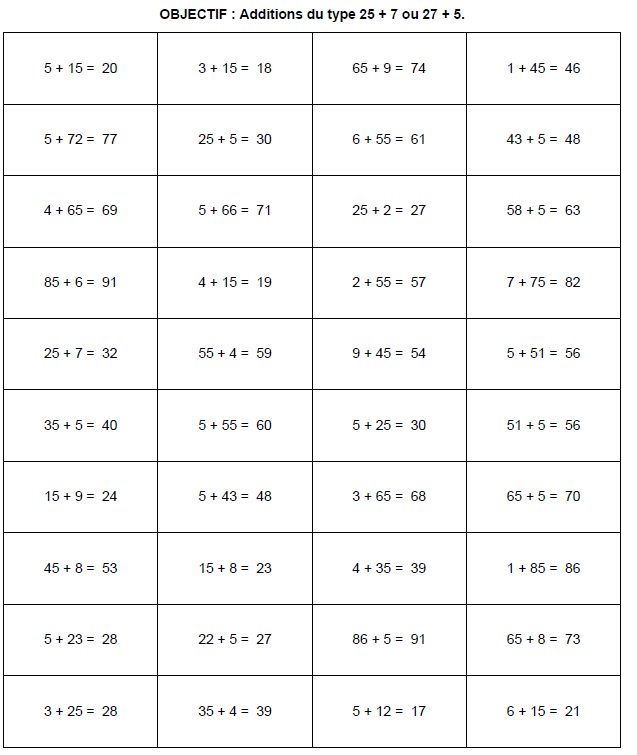 OBJECTIF : Additions du type 25 + 7 ou 27 + 5.
5 + 15 = 20 3 + 15 = 18 65 + 9 = 74 1 + 45 = 46
5 + 72 = 77 25 + 5 = 30 6 + 55 = 61 43 + 5 = 48
4 + 65 = 69 5 + 66 = 71 25 + 2 = 27 58 + 5 = 63
85 + 6 = 91 4 + 15 = 19 2 + 55 = 57 7 + 75 = 82
25 + 7 = 32 55 + 4 = 59 9 + 45 = 54 5 + 51 = 56
35 + 5 = 40 5 + 55 = 60 5 + 25 = 30 51 + 5 = 56
15 + 9 = 24 5 + 43 = 48 3 + 65 = 68 65 + 5 = 70
45 + 8 = 53 15 + 8 = 23 4 + 35 = 39 1 + 85 = 86
5 + 23 = 28 22 + 5 = 27 86 + 5 = 91 65 + 8 = 73
3 + 25 = 28 35 + 4 = 39 5 + 12 = 17 6 + 15 = 21